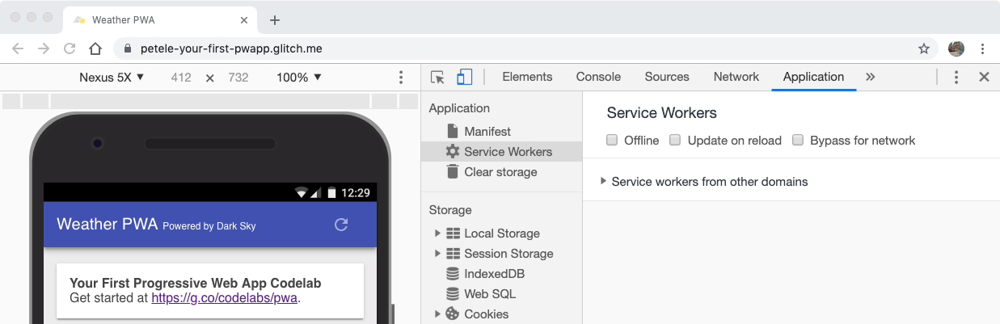 Weather PWA
petele-your-first-pwapp.glitch.me
Nexus 5X 412 732 100%
Elements Console Sources Network Application
Application
Manifest
Service Workers
Clear storage
Storage
Local Storage
Session Storage
IndexedDB
Web SQL
Cookies
Service Workers
Offline Update on reload Bypass for network
Service workers from other domains
12:29
Weather PWA Powered by Dark Sky
Your First Progressive Web App Codelab
Get started at https://g.co/codelabs/pwa.